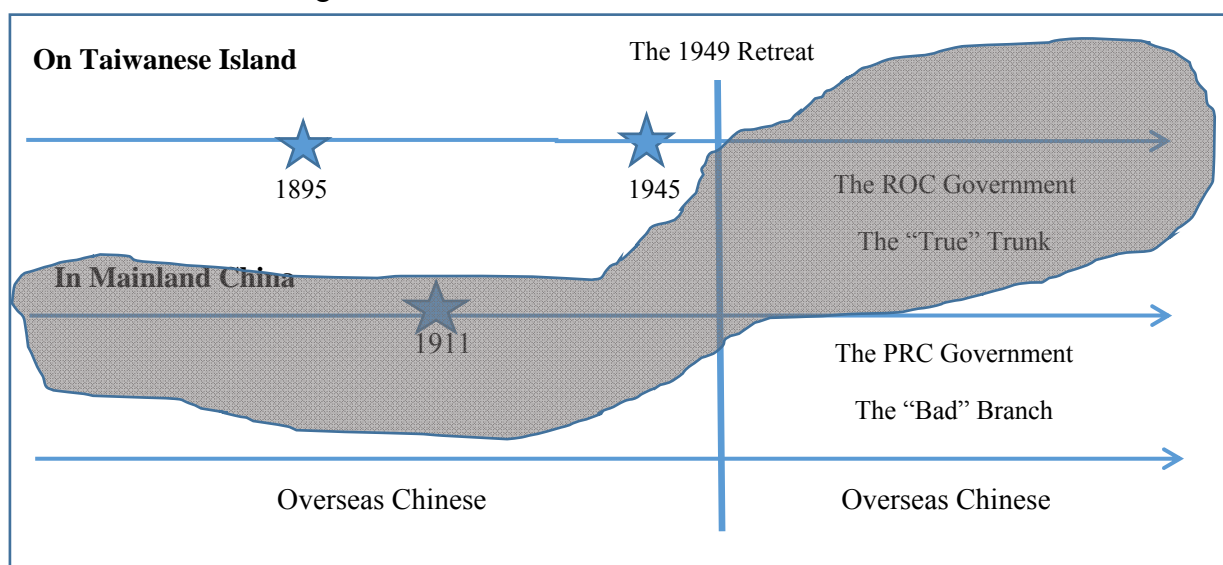 On Taiwanese Island
The 1949 Retreat
1895
1945
The ROC Government
The “True” Trunk
In Mainland China
1911
The PRC Government
The “Bad” Branch
Overseas Chinese
Overseas Chinese